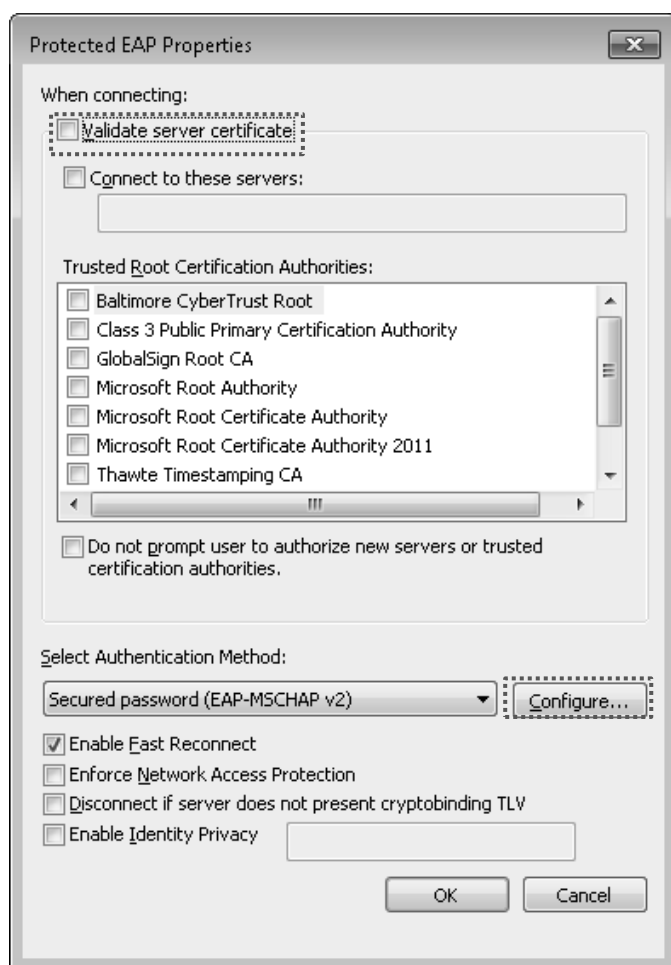 Protected EAP Properties
When connecting:
Validate server certificate
Connect to these servers:
Trusted Root Certification Authorities:
Baltimore CyberTrust Root
Class 3 Public Primary Certification Authority
GlobalSign Root CA
Microsoft Root Authority
Microsoft Root Certificate Authority
Microsoft Root Certificate Authority 2011
Thawte Timestamping CA
Do not prompt user to authorize new servers or trusted
certification authorities.
Select Authentication Method:
Secured password (EAP-MSCHAP v2)
Configure...
Enable Fast Reconnect
Enforce Network Access Protection
Disconnect if server does not present cryptobinding TLV
Enable Identity Privacy
OK
Cancel